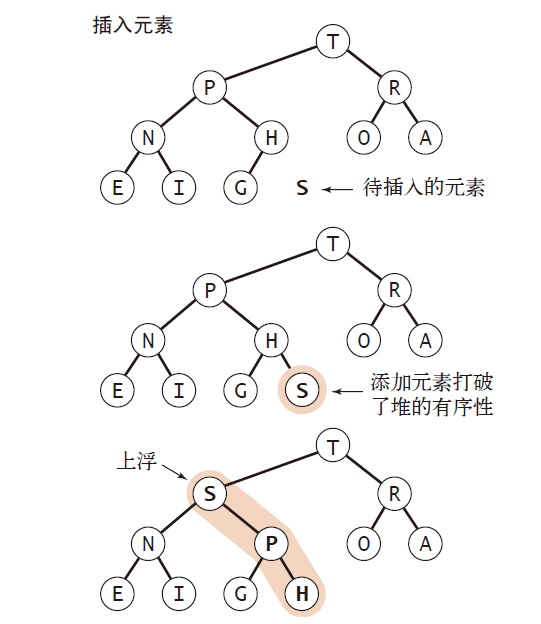 插入元素
T
P R
N H O A
E I G S 待插入的元素
T
P R
N H O A
E I G S 添加元素打破
了堆的有序性
上浮
T
S R
N P O A
E I G H